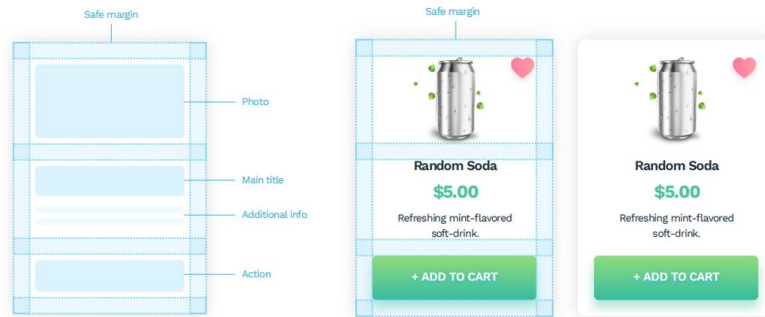 Safe margin
Photo
Main title
Additional info
Action
Safe margin
Random Soda
$5.00
Refreshing mint-flavored
soft-drink.
+ ADD TO CART
Random Soda
$5.00
Refreshing mint-flavored
soft-drink.
+ ADD TO CART